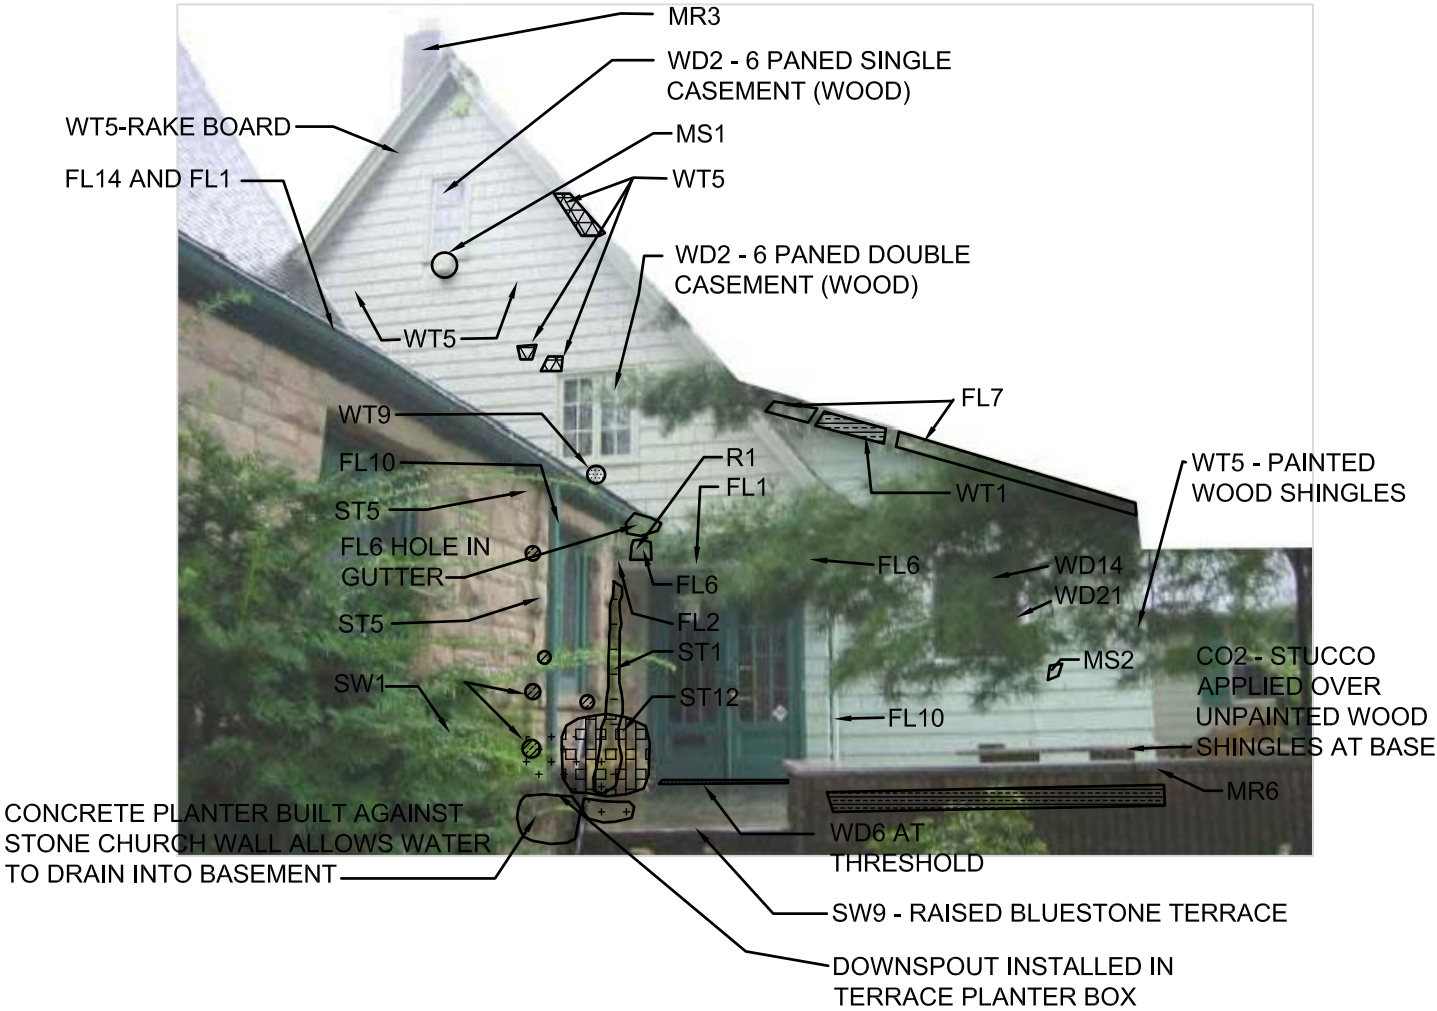 MR3
WD2 - 6 PANED SINGLE
CASEMENT (WOOD)
WT5-RAKE BOARD
MS1
FL14 AND FL1
WT5
WD2 - 6 PANED DOUBLE
CASEMENT (WOOD)
WT5
FL7
WT9
FL10
R1
FL1
WT5 - PAINTED
WOOD SHINGLES
WT1
ST5
FL6 HOLE IN
GUTTER
FL6
FL6
WD14
WD21
ST5
FL2
ST1
MS2
CO2 - STUCCO
APPLIED OVER
UNPAINTED WOOD
SHINGLES AT BASE
SW1
ST12
FL10
MR6
CONCRETE PLANTER BUILT AGAINST
STONE CHURCH WALL ALLOWS WATER
TO DRAIN INTO BASEMENT
WD6 AT
THRESHOLD
SW9 - RAISED BLUESTONE TERRACE
DOWNSPOUT INSTALLED IN
TERRACE PLANTER BOX